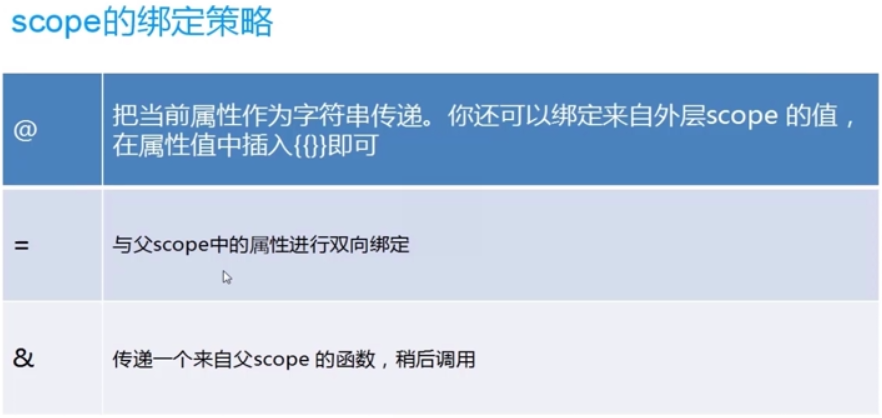 scope的绑定策略
@
把当前属性作为字符串传递。你还可以绑定来自外层scope 的值，
在属性值中插入{{}}即可
=
与父scope中的属性进行双向绑定
&
传递一个来自父scope 的函数，稍后调用